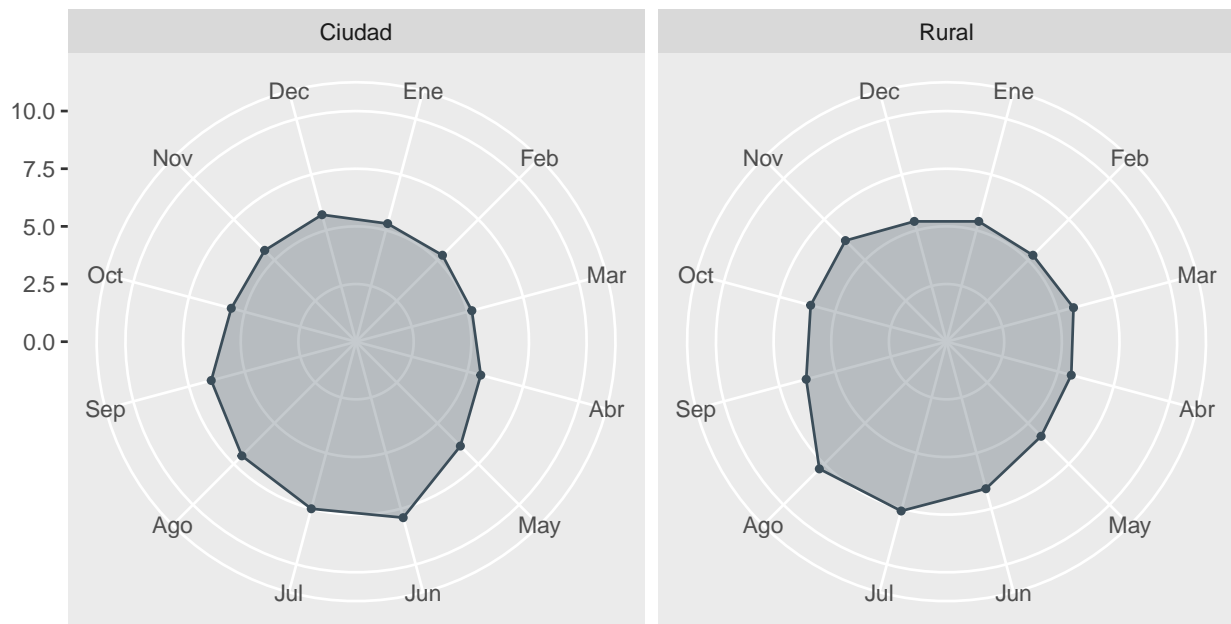 Ciudad
Rural
10.0
7.5
5.0
2.5
0.0
Dec
Ene
Nov
Feb
Oct
Mar
Sep
Abr
Ago
May
Jul
Jun
Dec
Ene
Nov
Feb
Oct
Mar
Sep
Abr
Ago
May
Jul
Jun